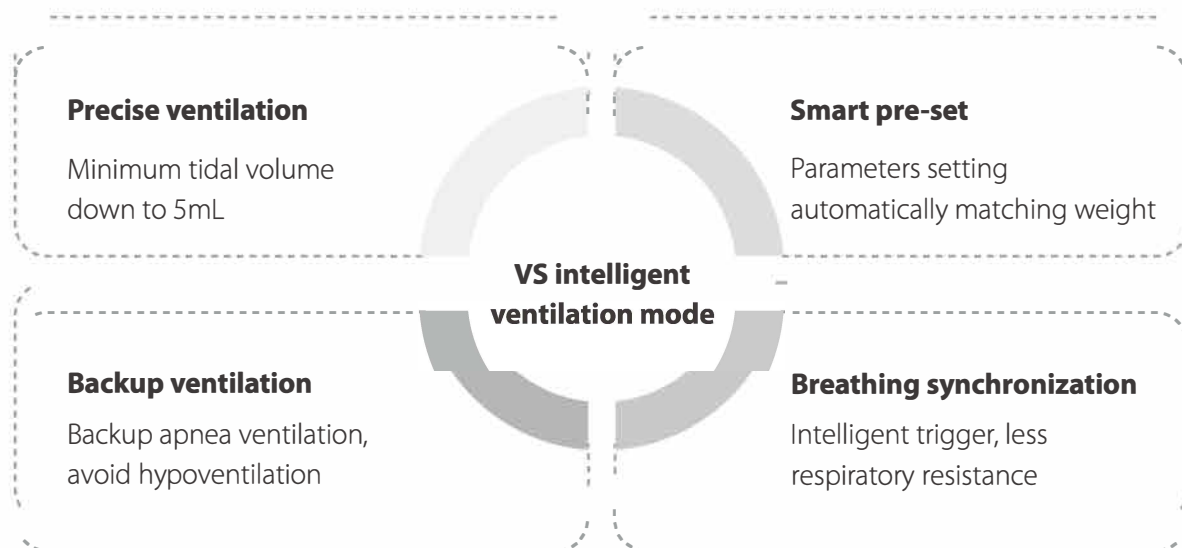 Precise ventilation
Minimum tidal volume
down to 5mL
Smart pre-set
Parameters setting
automatically matching weight
VS intelligent
ventilation mode
Backup ventilation
Backup apnea ventilation,
avoid hypoventilation
Breathing synchronization
Intelligent trigger, less
respiratory resistance